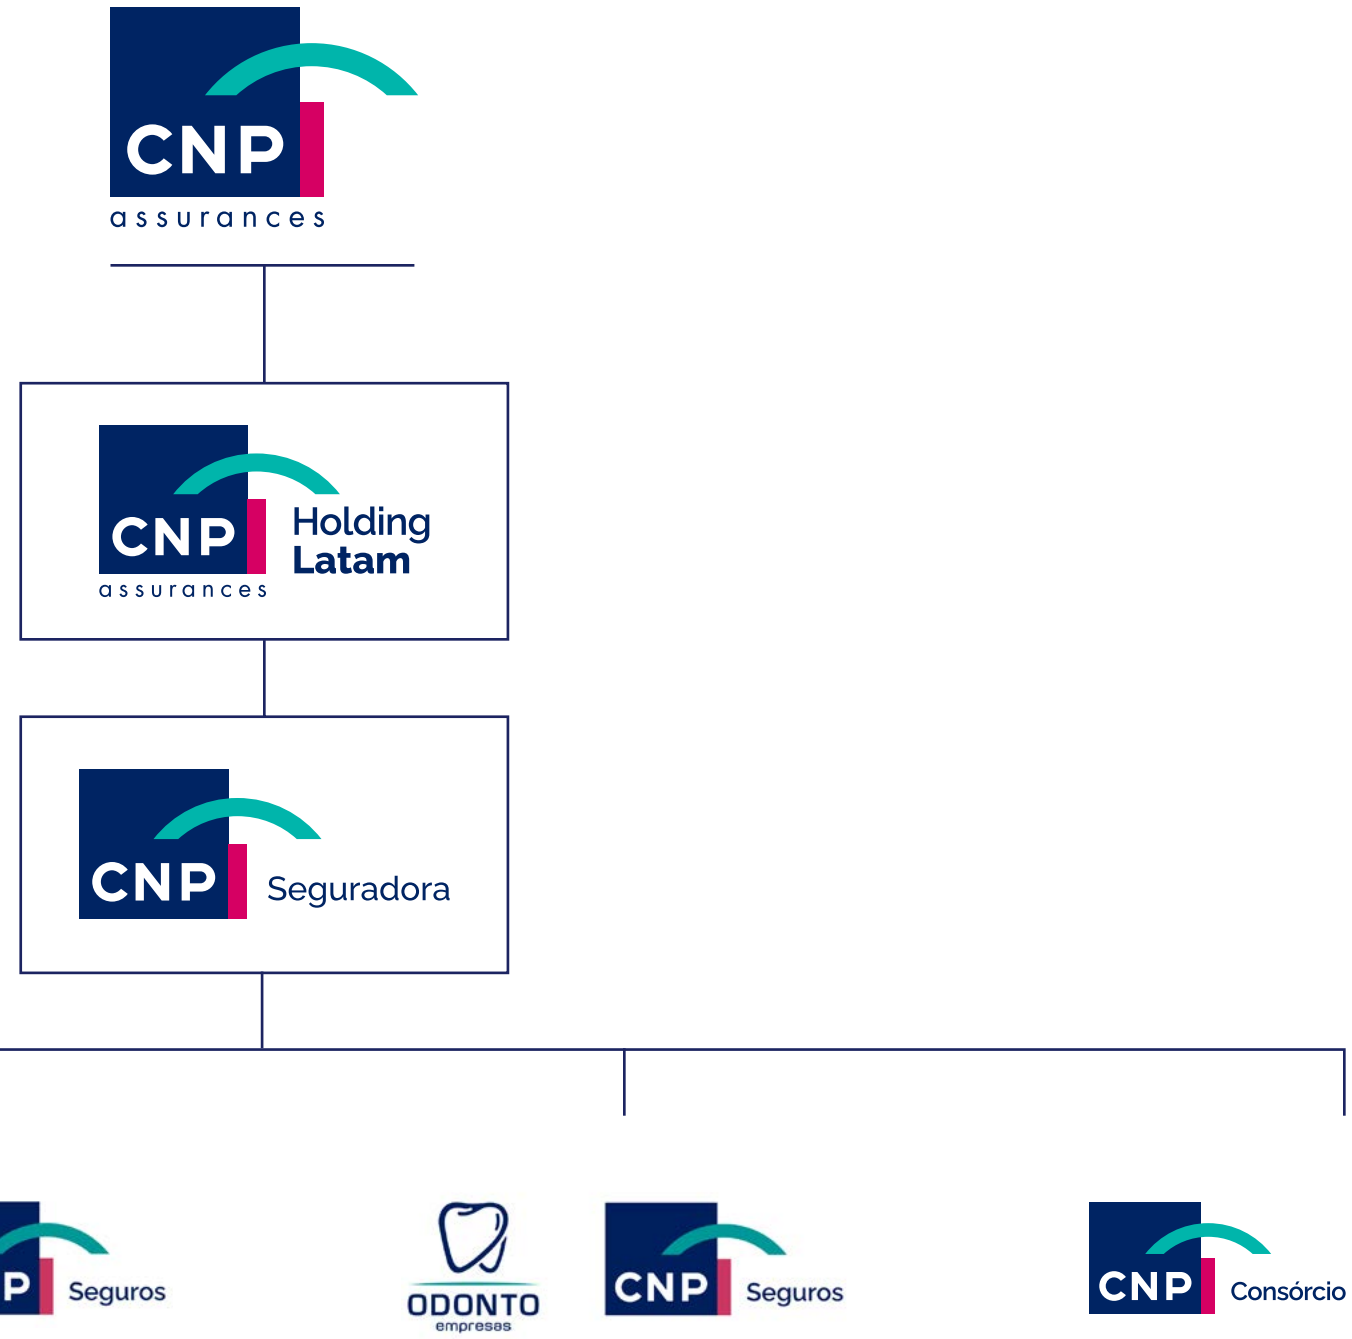 CNP
assurances
CNP
Holding
Latam
assurances
CNP
Seguradora
P
Seguros
ODONTO
empresas
CNP
Seguros
CNP
Consórcio